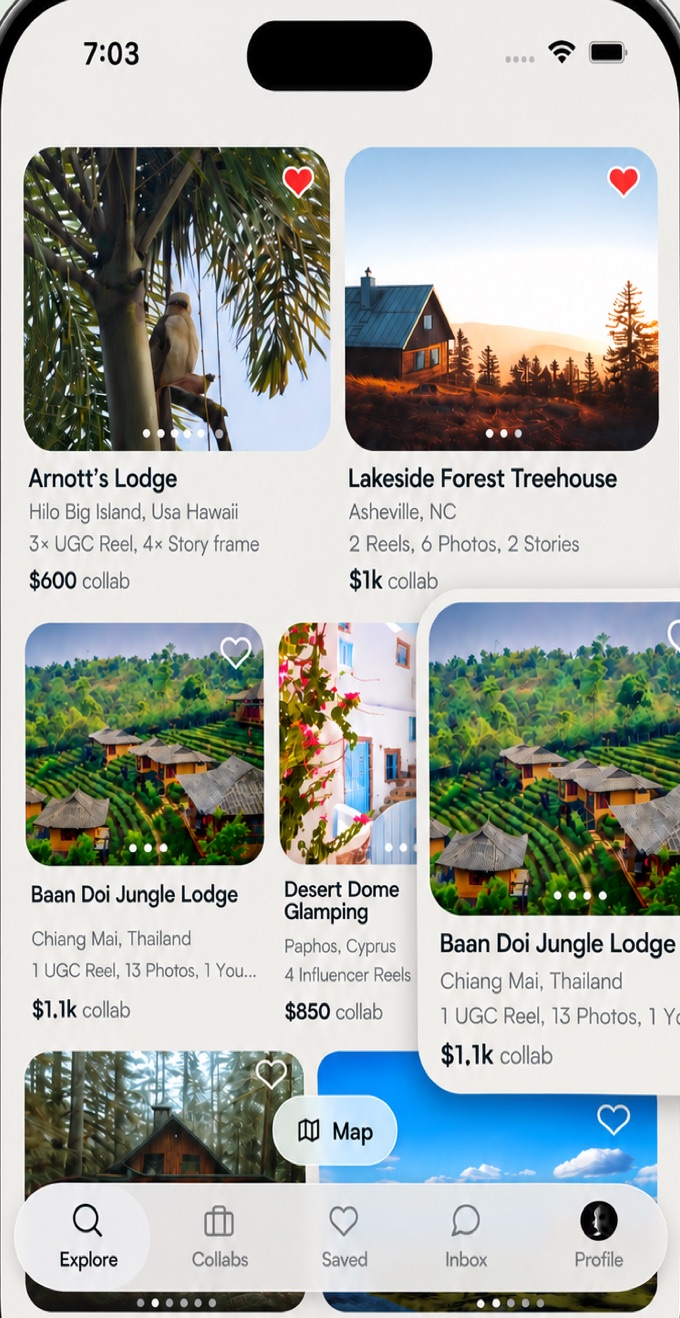 7:03
Arnott’s Lodge
Hilo Big Island, Usa Hawaii
3× UGC Reel, 4× Story frame
$600 collab
Lakeside Forest Treehouse
Asheville, NC
2 Reels, 6 Photos, 2 Stories
$1k collab
Baan Doi Jungle Lodge
Chiang Mai, Thailand
1 UGC Reel, 13 Photos, 1 You...
$1.1k collab
Desert Dome
Glamping
Paphos, Cyprus
4 Influencer Reels
$850 collab
Baan Doi Jungle Lodge
Chiang Mai, Thailand
1 UGC Reel, 13 Photos, 1 Yo
$1.1k collab
Map
Explore
Collabs
Saved
Inbox
Profile